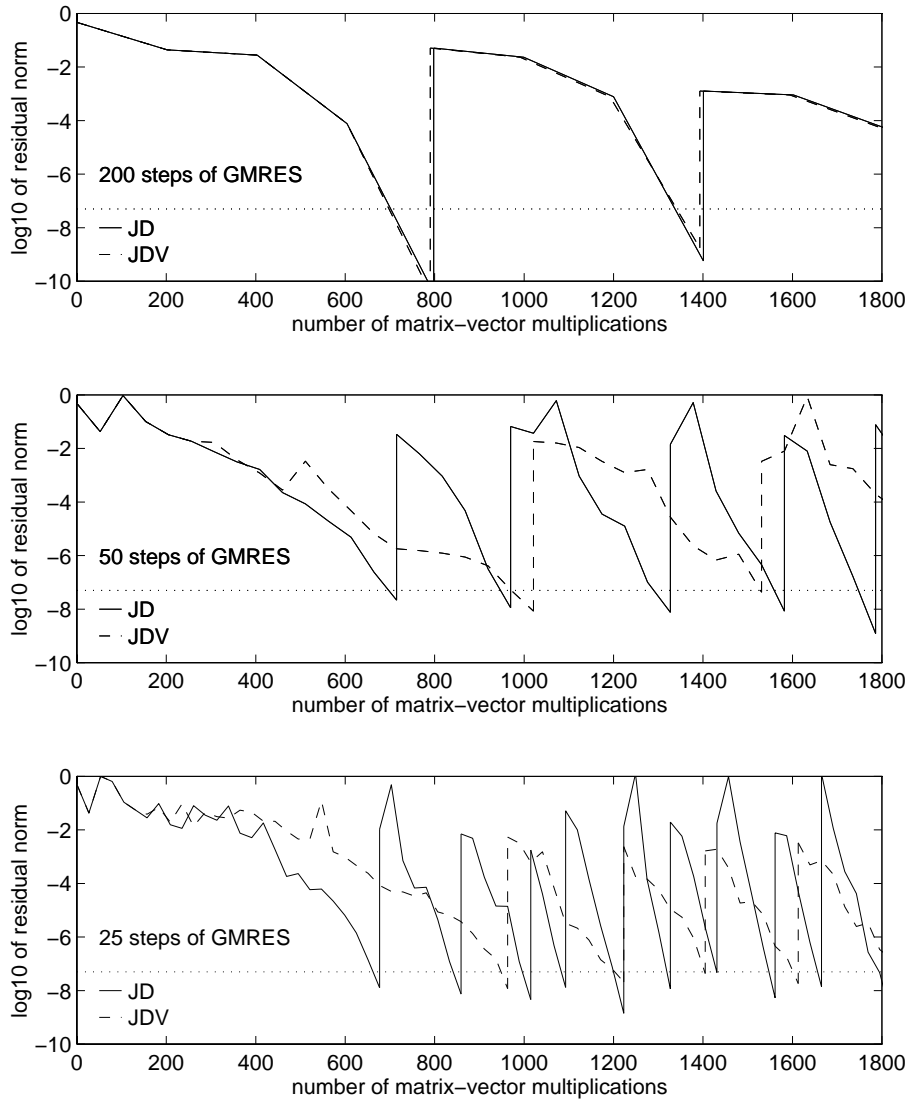 0
−2
−4
−6
−8
−10
log10 of residual norm
200 steps of GMRES
JD
JDV
0 200 400 600 800 1000 1200 1400 1600 1800
number of matrix−vector multiplications
0
−2
−4
−6
−8
−10
log10 of residual norm
50 steps of GMRES
JD
JDV
0 200 400 600 800 1000 1200 1400 1600 1800
number of matrix−vector multiplications
0
−2
−4
−6
−8
−10
log10 of residual norm
25 steps of GMRES
JD
JDV
0 200 400 600 800 1000 1200 1400 1600 1800
number of matrix−vector multiplications